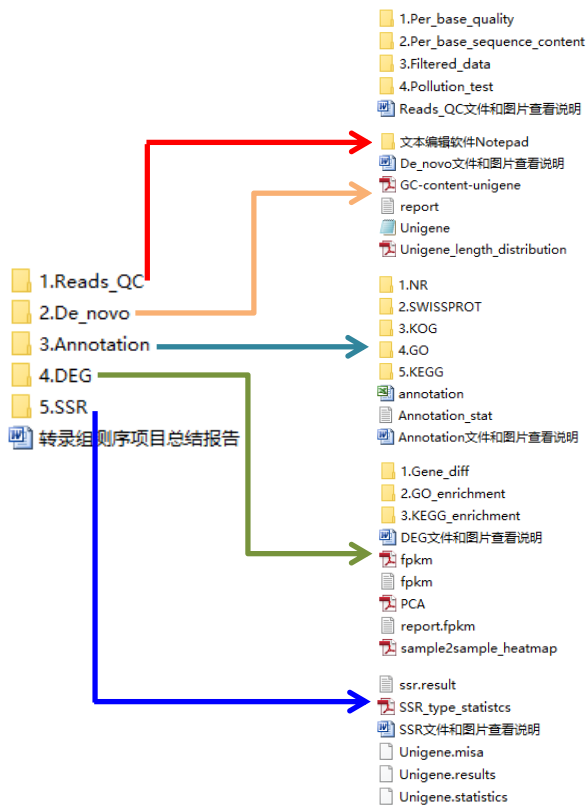 1.Reads_QC
2.De_novo
3.Annotation
4.DEG
5.SSR
转录组测序项目总结报告
1.Per_base_quality
2.Per_base_sequence_content
3.Filtered_data
4.Pollution_test
Reads_QC文件和图片查看说明
文本编辑软件Notepad
De_novo文件和图片查看说明
GC-content-unigene
report
Unigene
Unigene_length_distribution
1.NR
2.SWISSPROT
3.KOG
4.GO
5.KEGG
annotation
Annotation_stat
Annotation文件和图片查看说明
1.Gene_diff
2.GO_enrichment
3.KEGG_enrichment
DEG文件和图片查看说明
fpkm
fpkm
PCA
report.fpkm
sample2sample_heatmap
ssr.result
SSR_type_statistcs
SSR文件和图片查看说明
Unigene.misa
Unigene.results
Unigene.statistics